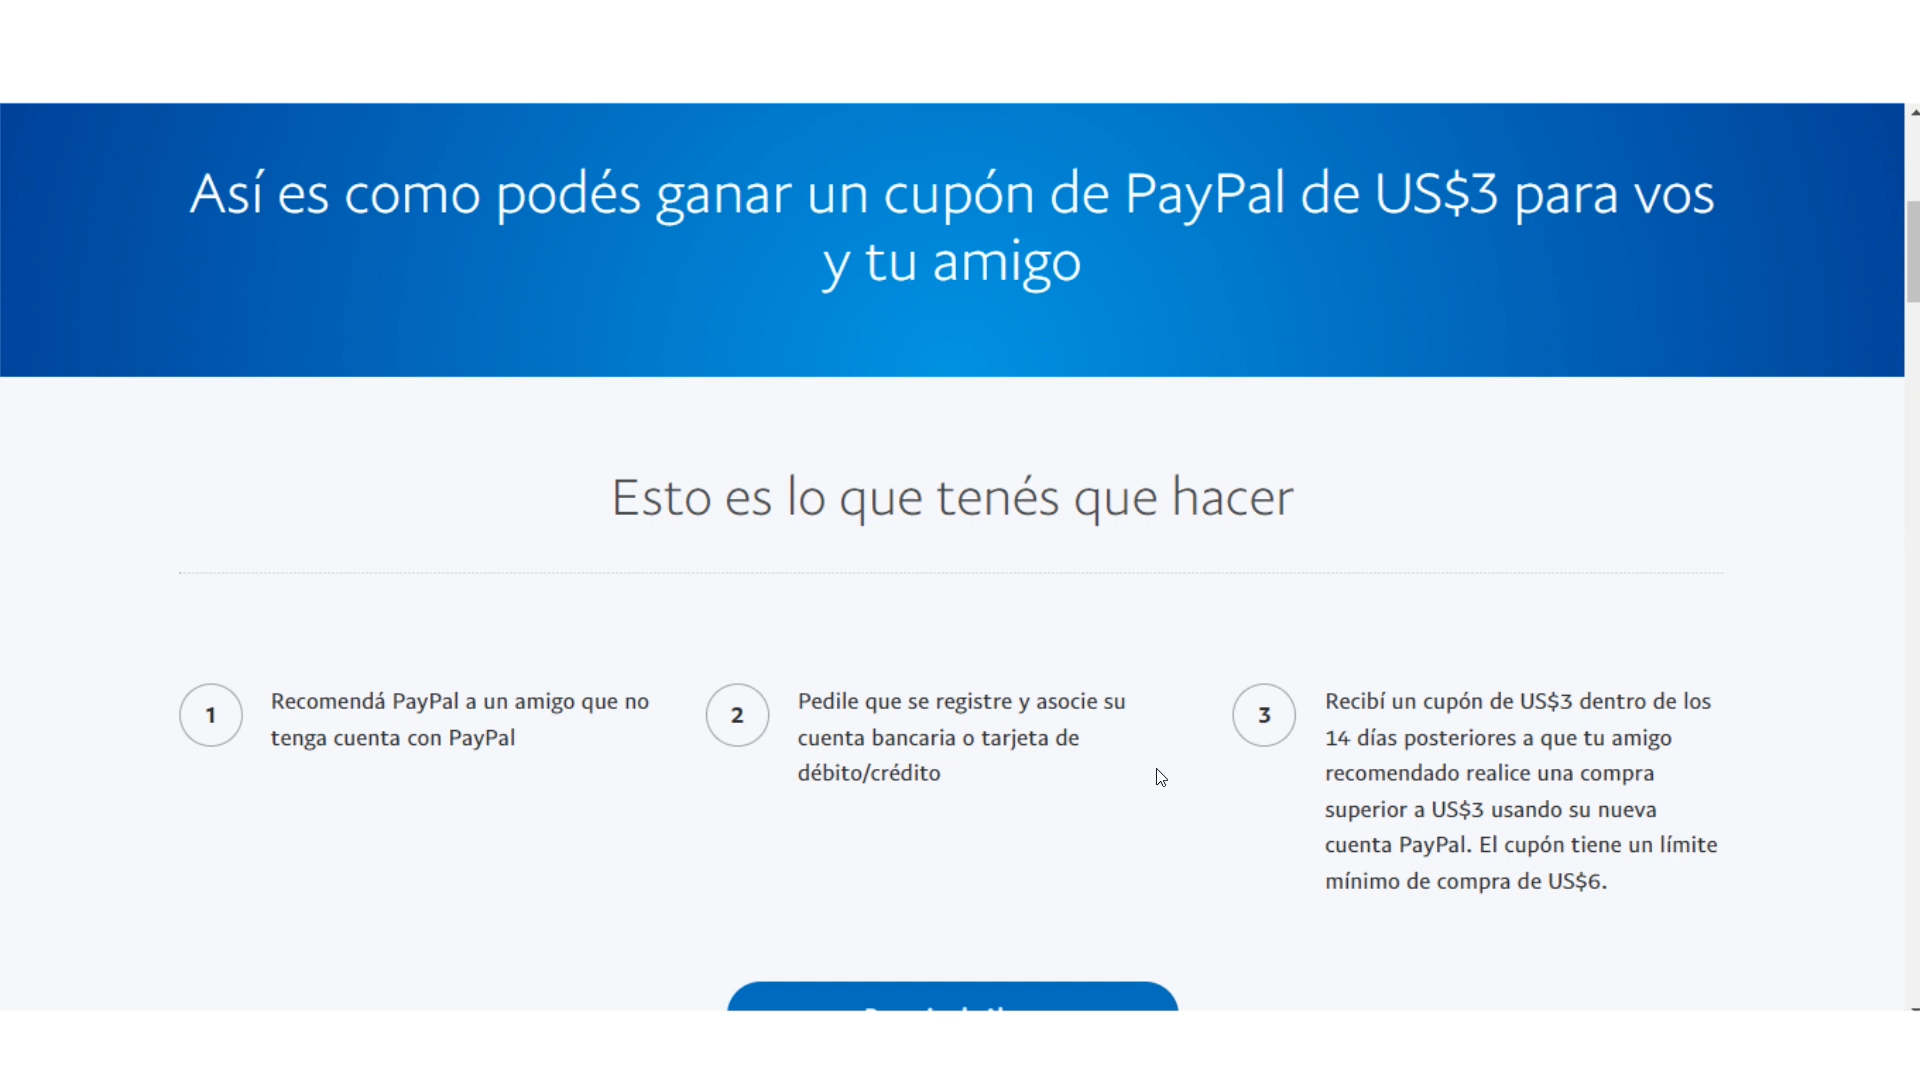 Así es como podés ganar un cupón de PayPal de US$3 para vos
y tu amigo
Esto es lo que tenés que hacer
1
Recomendá PayPal a un amigo que no
tenga cuenta con PayPal
2
Pedile que se registre y asocie su
cuenta bancaria o tarjeta de
débito/crédito
3
Recibí un cupón de US$3 dentro de los
14 días posteriores a que tu amigo
recomendado realice una compra
superior a US$3 usando su nueva
cuenta PayPal. El cupón tiene un límite
mínimo de compra de US$6.